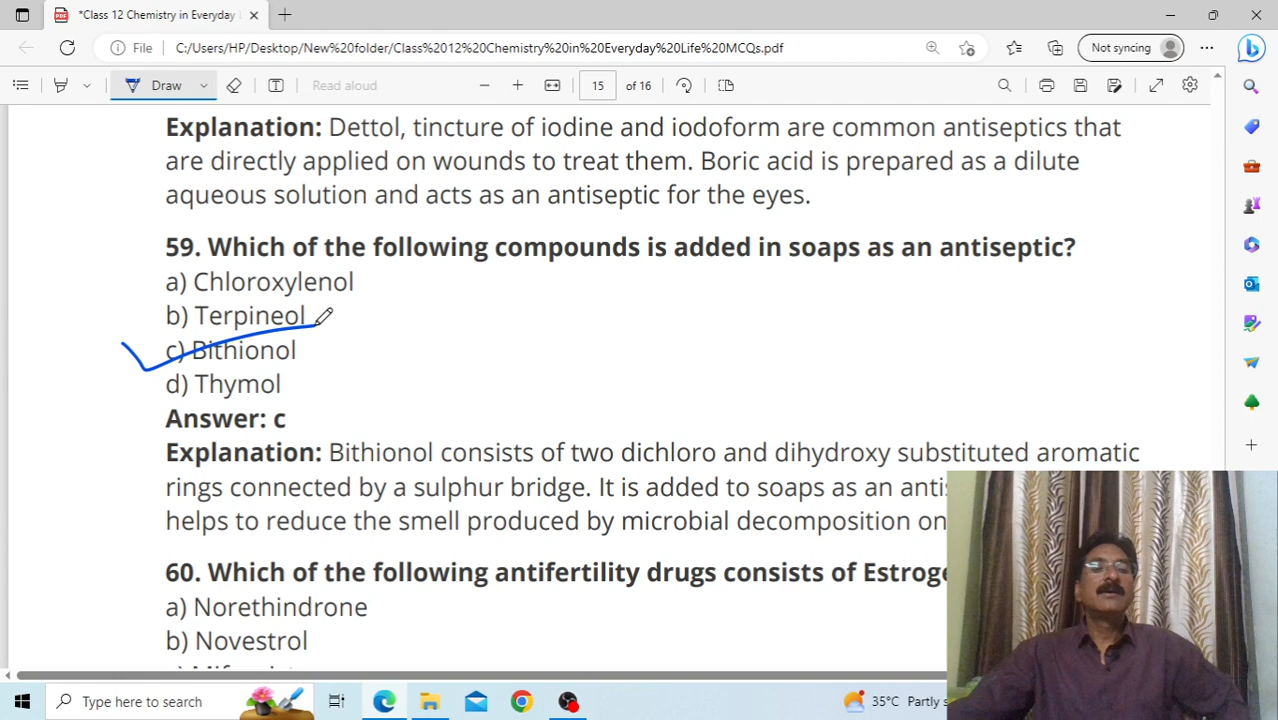 *Class 12 Chemistry in Everyday
File
C:/Users/HP/Desktop/New%20folder/Class%2012%20Chemistry%20in%20Everyday%20Life%20MCQs.pdf
Not syncing
Draw
Read aloud
15
of 16
Explanation: Dettol, tincture of iodine and iodoform are common antiseptics that
are directly applied on wounds to treat them. Boric acid is prepared as a dilute
aqueous solution and acts as an antiseptic for the eyes.
59. Which of the following compounds is added in soaps as an antiseptic?
a) Chloroxylenol
b) Terpineol
c) Bithionol
d) Thymol
Answer: c
Explanation: Bithionol consists of two dichloro and dihydroxy substituted aromatic
rings connected by a sulphur bridge. It is added to soaps as an
helps to reduce the smell produced by microbial decomposition on
60. Which of the following antifertility drugs consists of
a) Norethindrone
b) Novestrol
Type here to search
35°C Partly